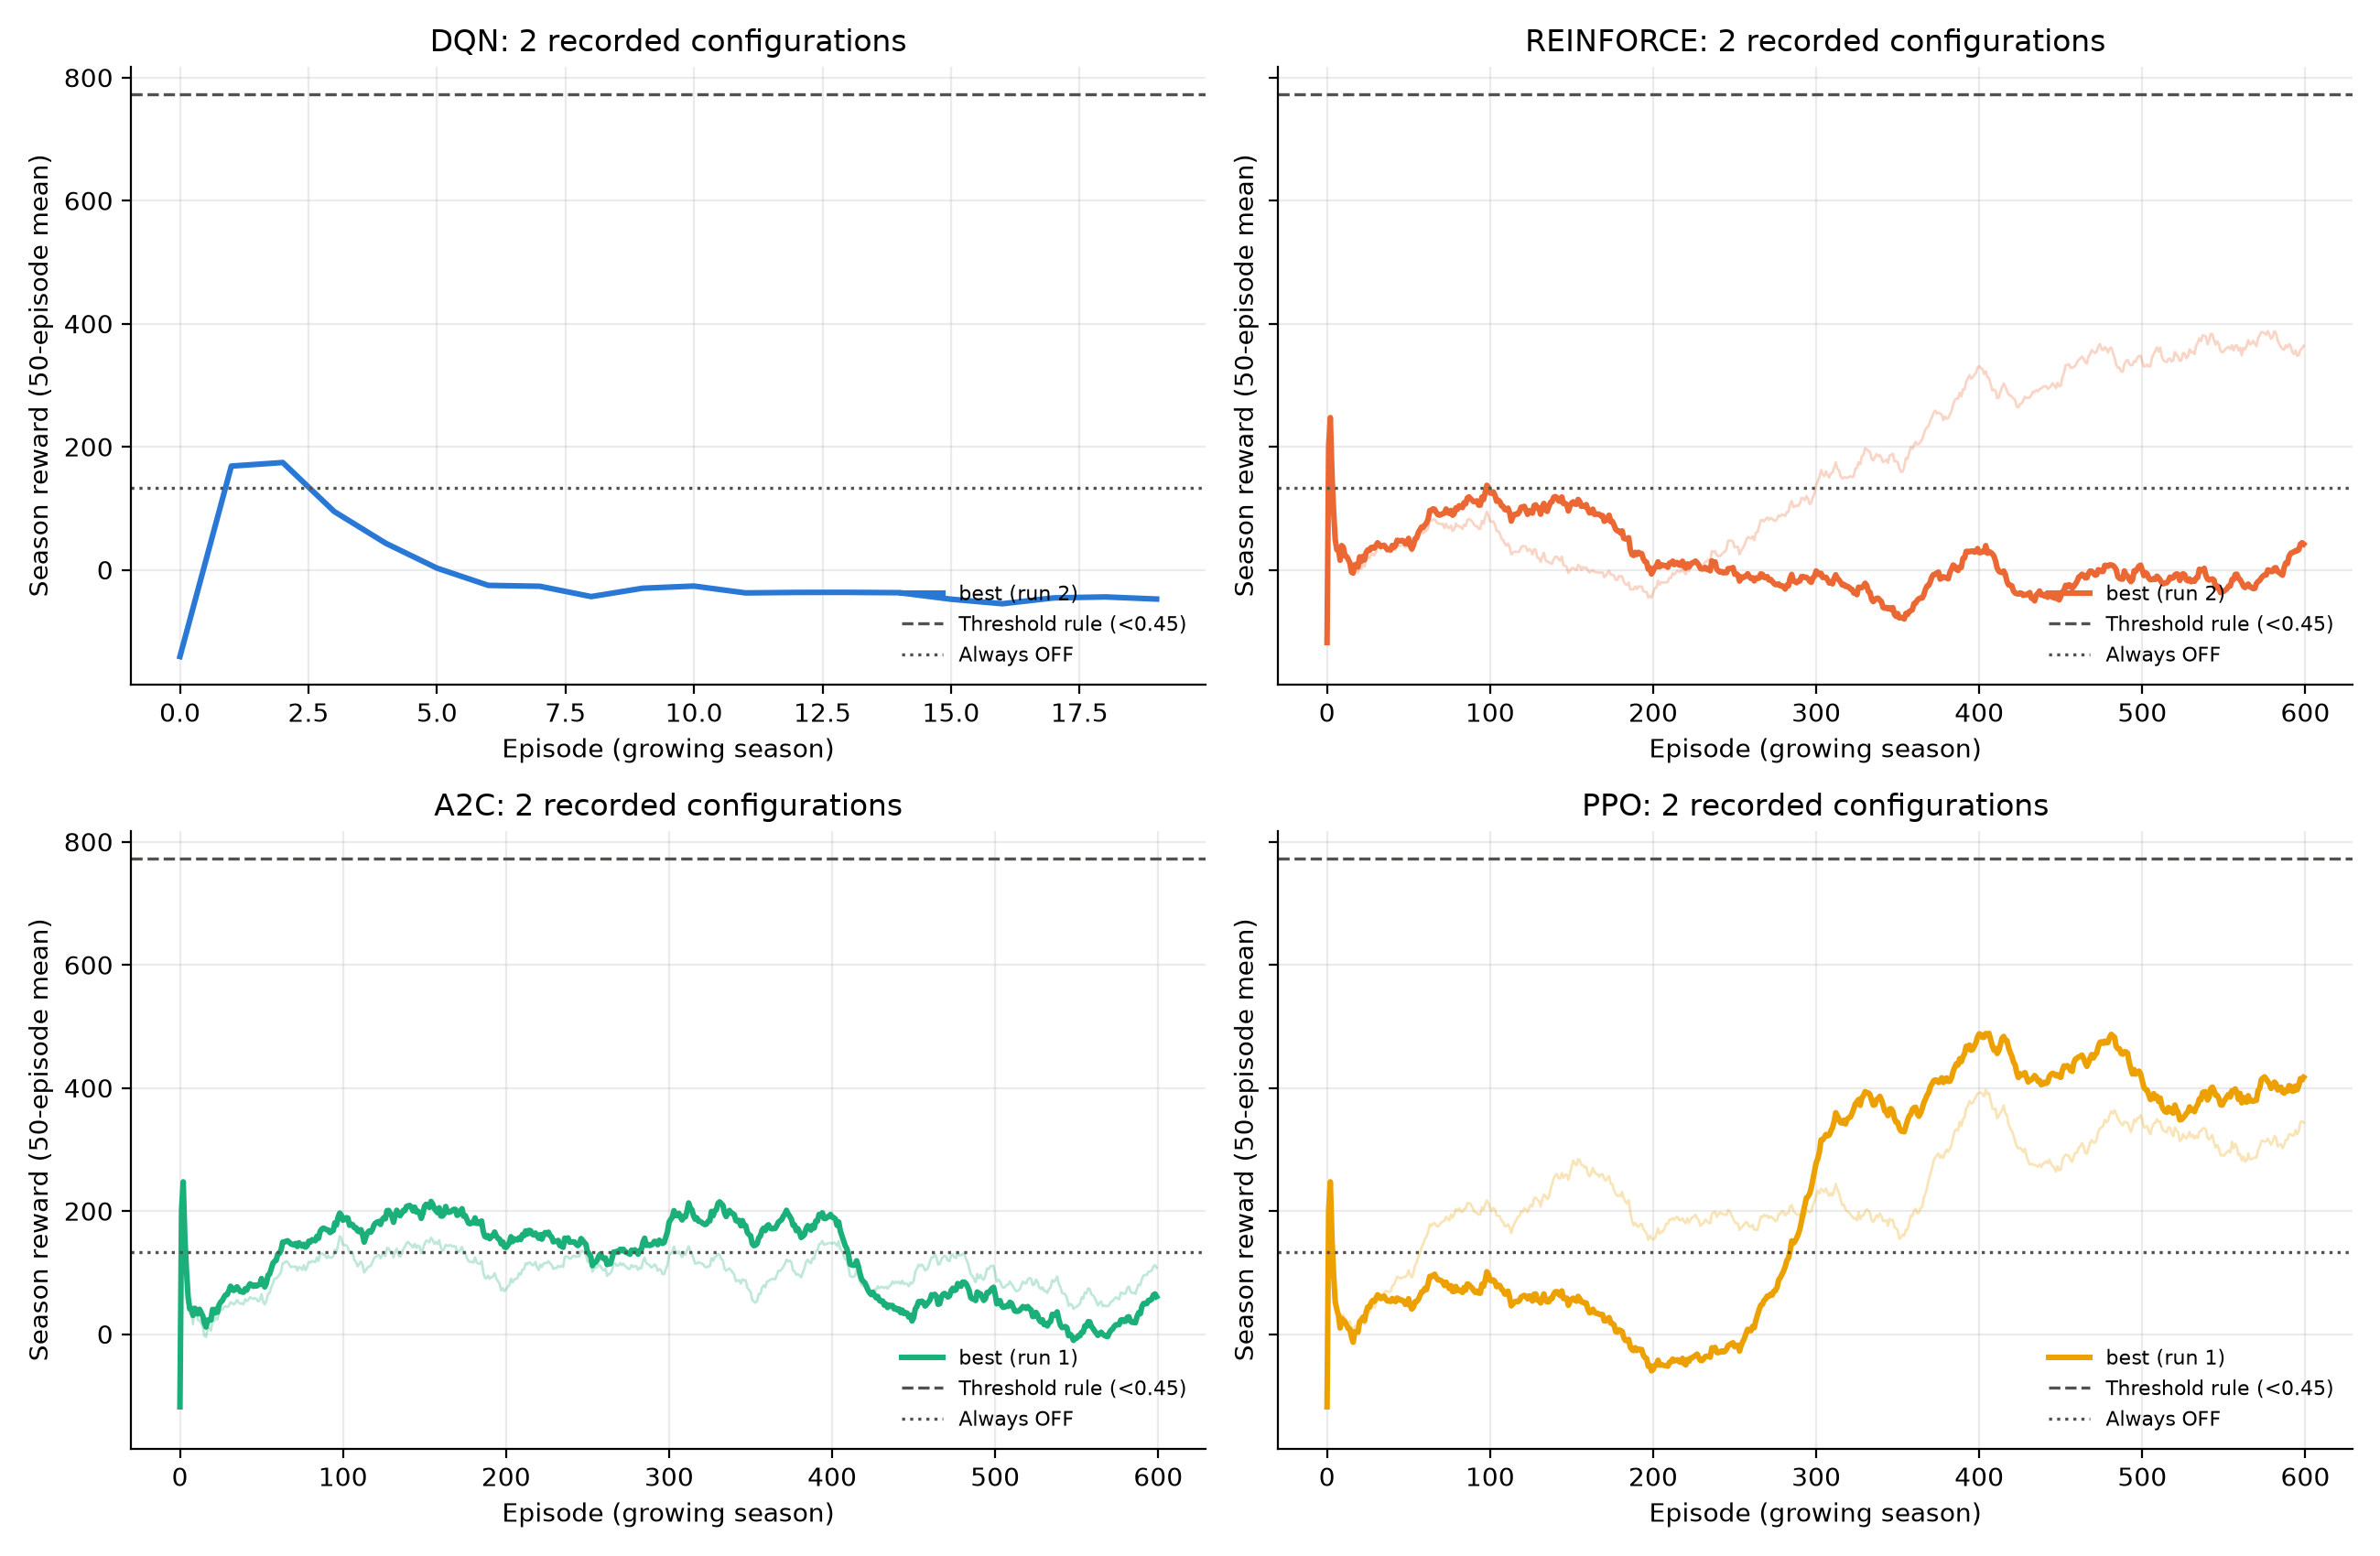 DQN: 2 recorded configurations
Season reward (50-episode mean)
800
600
400
200
0
best (run 2)
Threshold rule (<0.45)
Always OFF
0.0 2.5 5.0 7.5 10.0 12.5 15.0 17.5
Episode (growing season)
REINFORCE: 2 recorded configurations
Season reward (50-episode mean)
best (run 2)
Threshold rule (<0.45)
Always OFF
0 100 200 300 400 500 600
Episode (growing season)
A2C: 2 recorded configurations
Season reward (50-episode mean)
800
600
400
200
0
best (run 1)
Threshold rule (<0.45)
Always OFF
0 100 200 300 400 500 600
Episode (growing season)
PPO: 2 recorded configurations
Season reward (50-episode mean)
best (run 1)
Threshold rule (<0.45)
Always OFF
0 100 200 300 400 500 600
Episode (growing season)